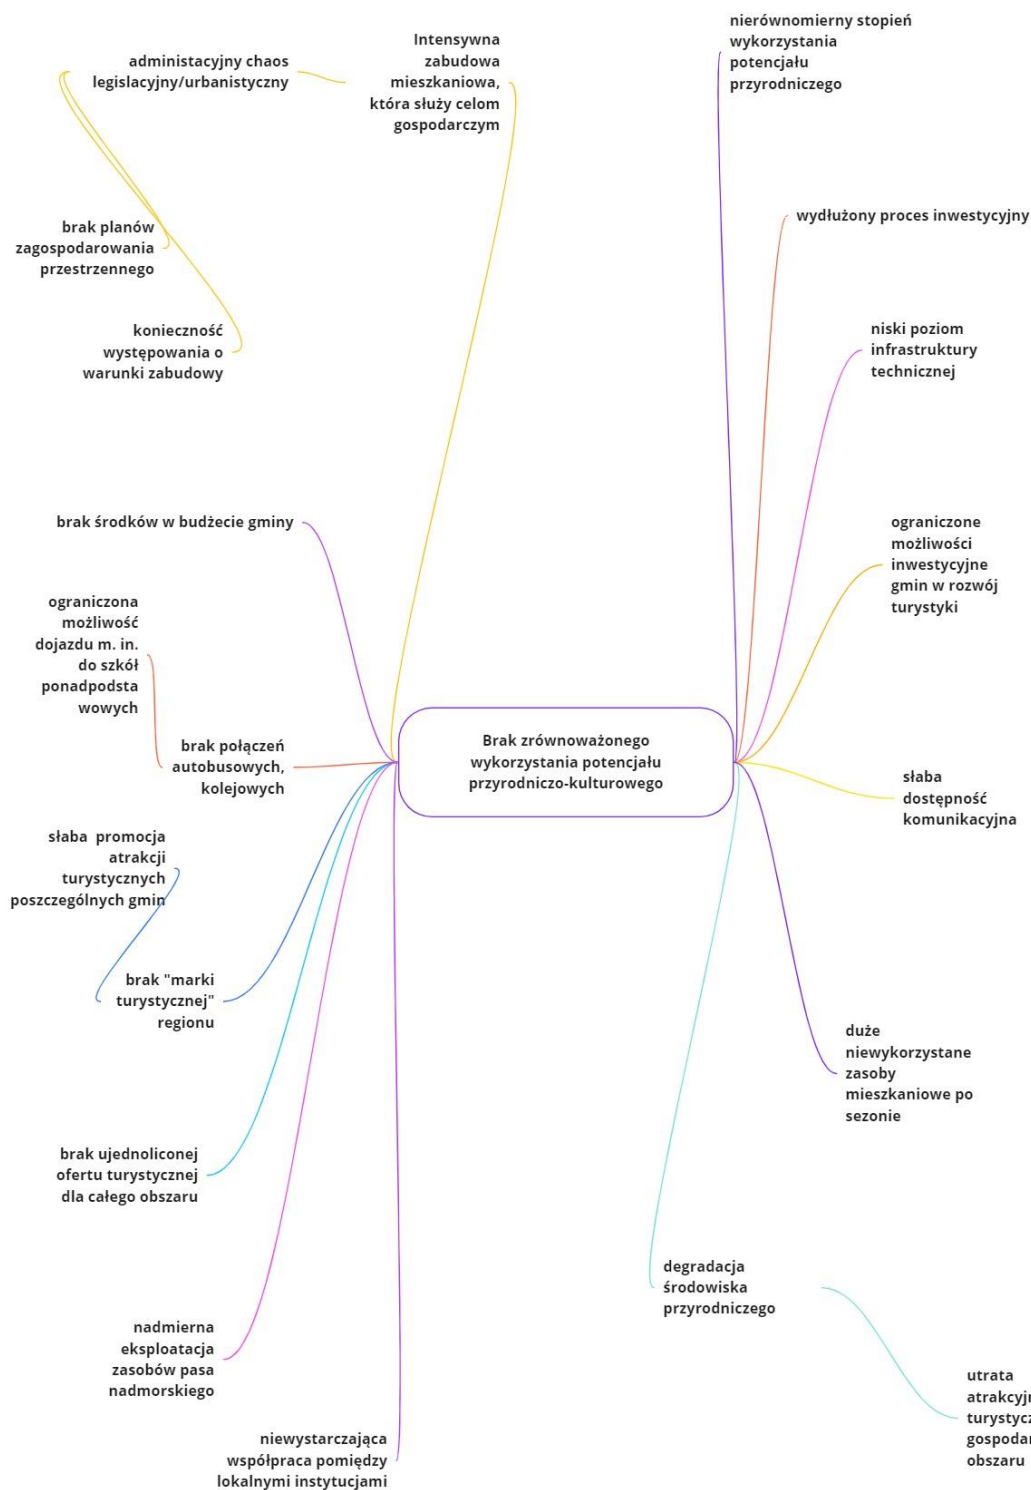 Intensywna
zabudowa
mieszkaniowa,
która służy celom
gospodarczym
administacyjny chaos
legislacyjny/urbanistyczny
brak planów
zagospodarowania
przestrzennego
konieczność
występowania o
warunki zabudowy
brak środków w budżecie gminy
ograniczona
możliwość
dojazdu m. in.
do szkół
ponadpodsta
wowych
brak połączeń
autobusowych,
kolejowych
słaba  promocja
atrakcji
turystycznych
poszczególnych gmin
brak "marki
turystycznej"
regionu
brak ujednoliconej
ofertu turystycznej
dla całego obszaru
nadmierna
eksploatacja
zasobów pasa
nadmorskiego
niewystarczająca
współpraca pomiędzy
lokalnymi instytucjami
Brak zrównoważonego
wykorzystania potencjału
przyrodniczo-kulturowego
nierównomierny stopień
wykorzystania
potencjału
przyrodniczego
wydłużony proces inwestycyjny
niski poziom
infrastruktury
technicznej
ograniczone
możliwości
inwestycyjne
gmin w rozwój
turystyki
słaba
dostępność
komunikacyjna
duże
niewykorzystane
zasoby
mieszkaniowe po
sezonie
degradacja
środowiska
przyrodniczego
utrata
obszaru